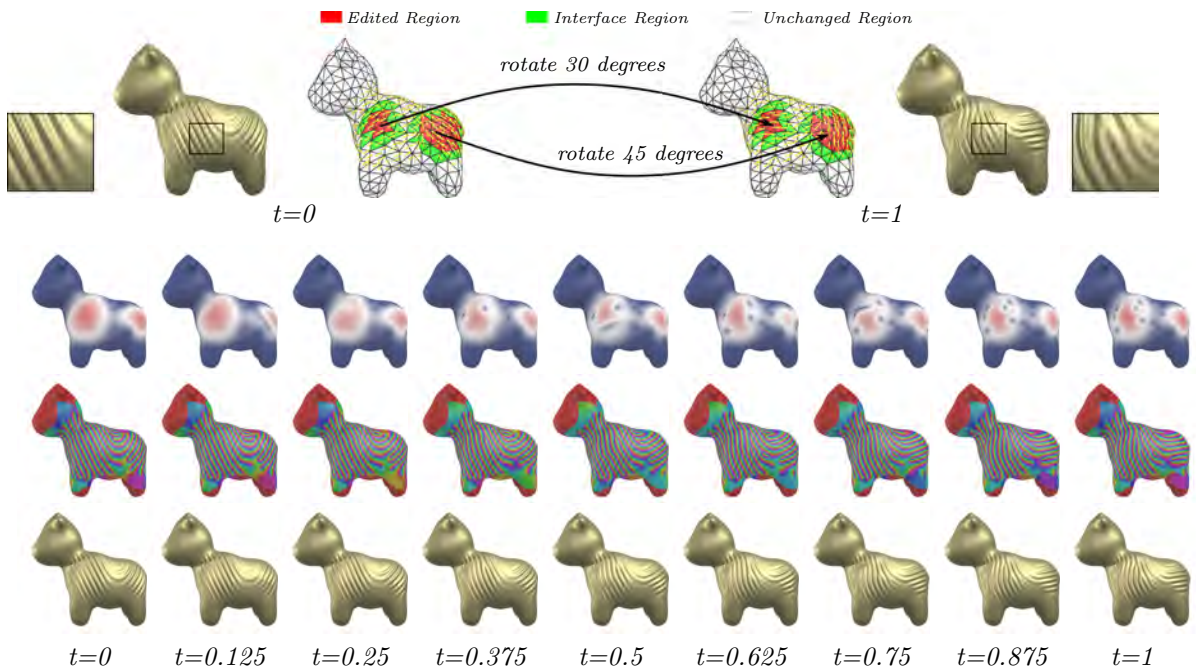 Edited Region Interface Region Unchanged Region
rotate 30 degrees
rotate 45 degrees
t=0 t=1
t=0 t=0.125 t=0.25 t=0.375 t=0.5 t=0.625 t=0.75 t=0.875 t=1